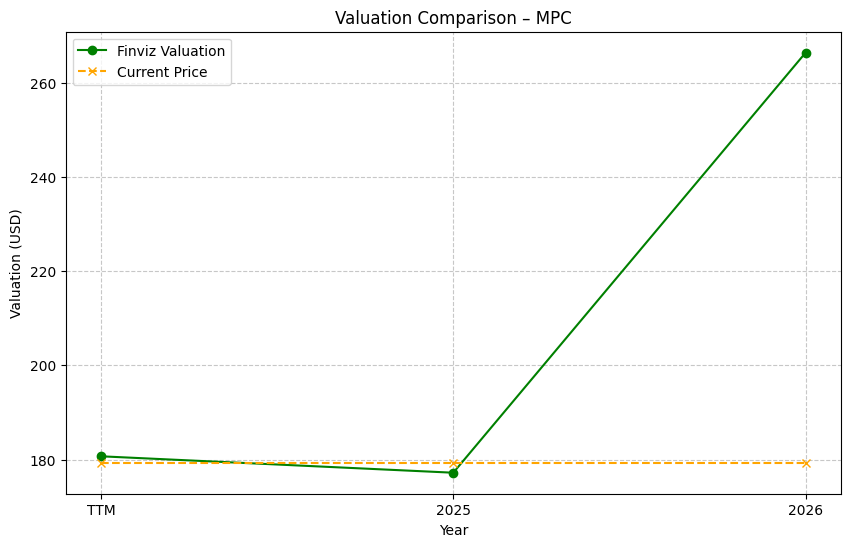 Valuation Comparison – MPC
Finviz Valuation
Current Price
260
240
220
200
180
Valuation (USD)
TTM
2025
2026
Year